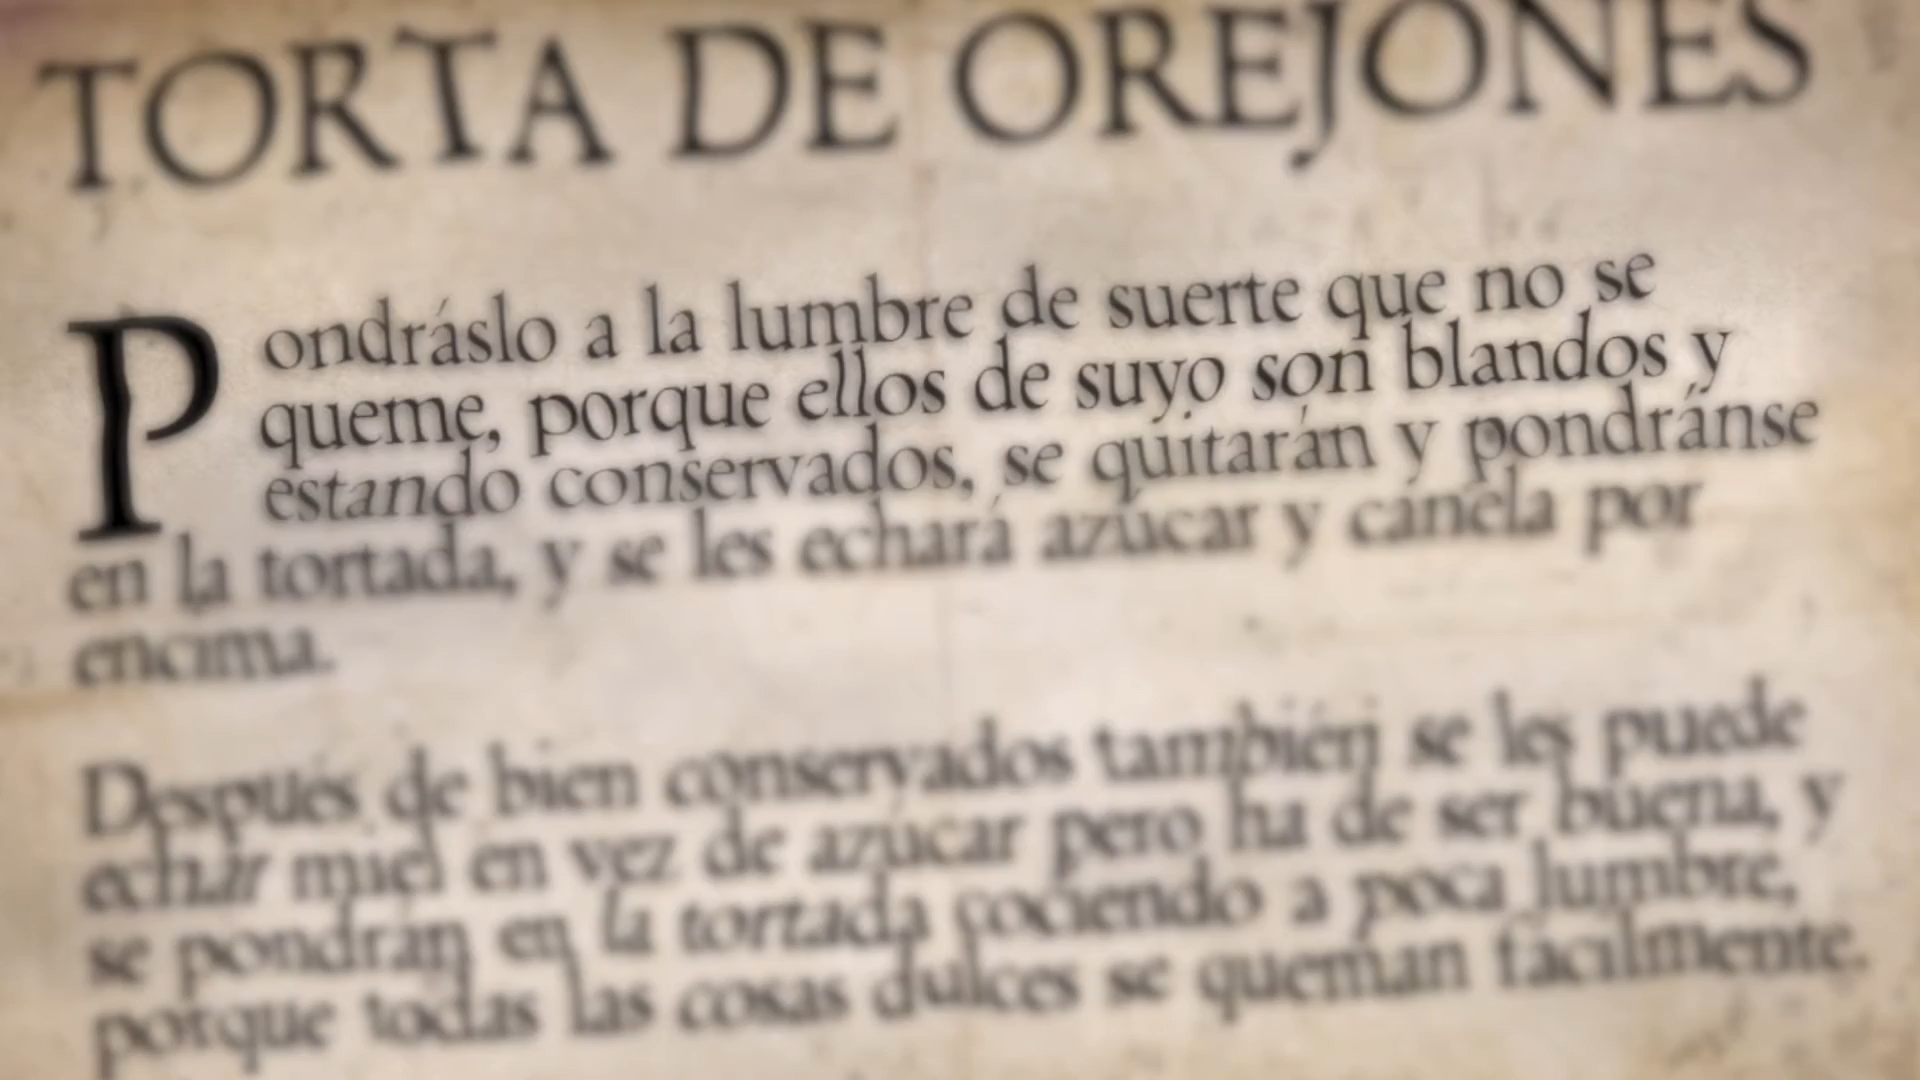 TORTA DE OREJONES
Pondráslo a la lumbre de suerte que no se
queme, porque ellos de suyo son blandos y
estando conservados, se quitarán y pondránse
en la tortada, y se les echará azúcar y canela por
encima.
Después de bien conservados también se les puede
echar miel en vez de azúcar pero ha de ser buena, y
se pondrán en la tortada cociendo a poca lumbre,
porque todas las cosas dulces se queman fácilmente.